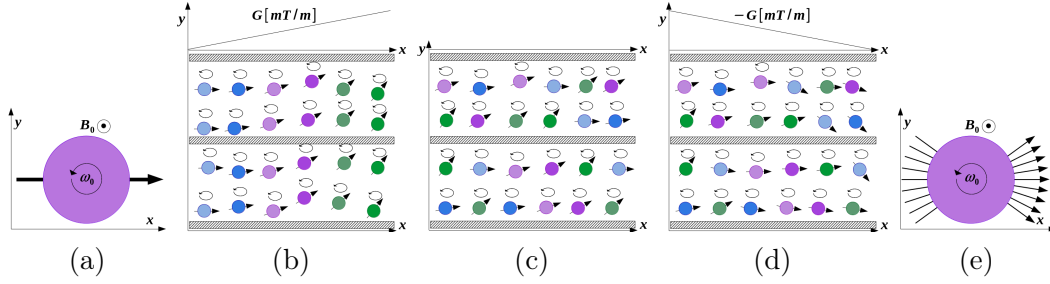 y
B₀
ω₀
x
(a)
y
G [mT/m]
x
x
(b)
y
x
x
(c)
y
−G [mT/m]
x
x
(d)
y
B₀
ω₀
x
(e)